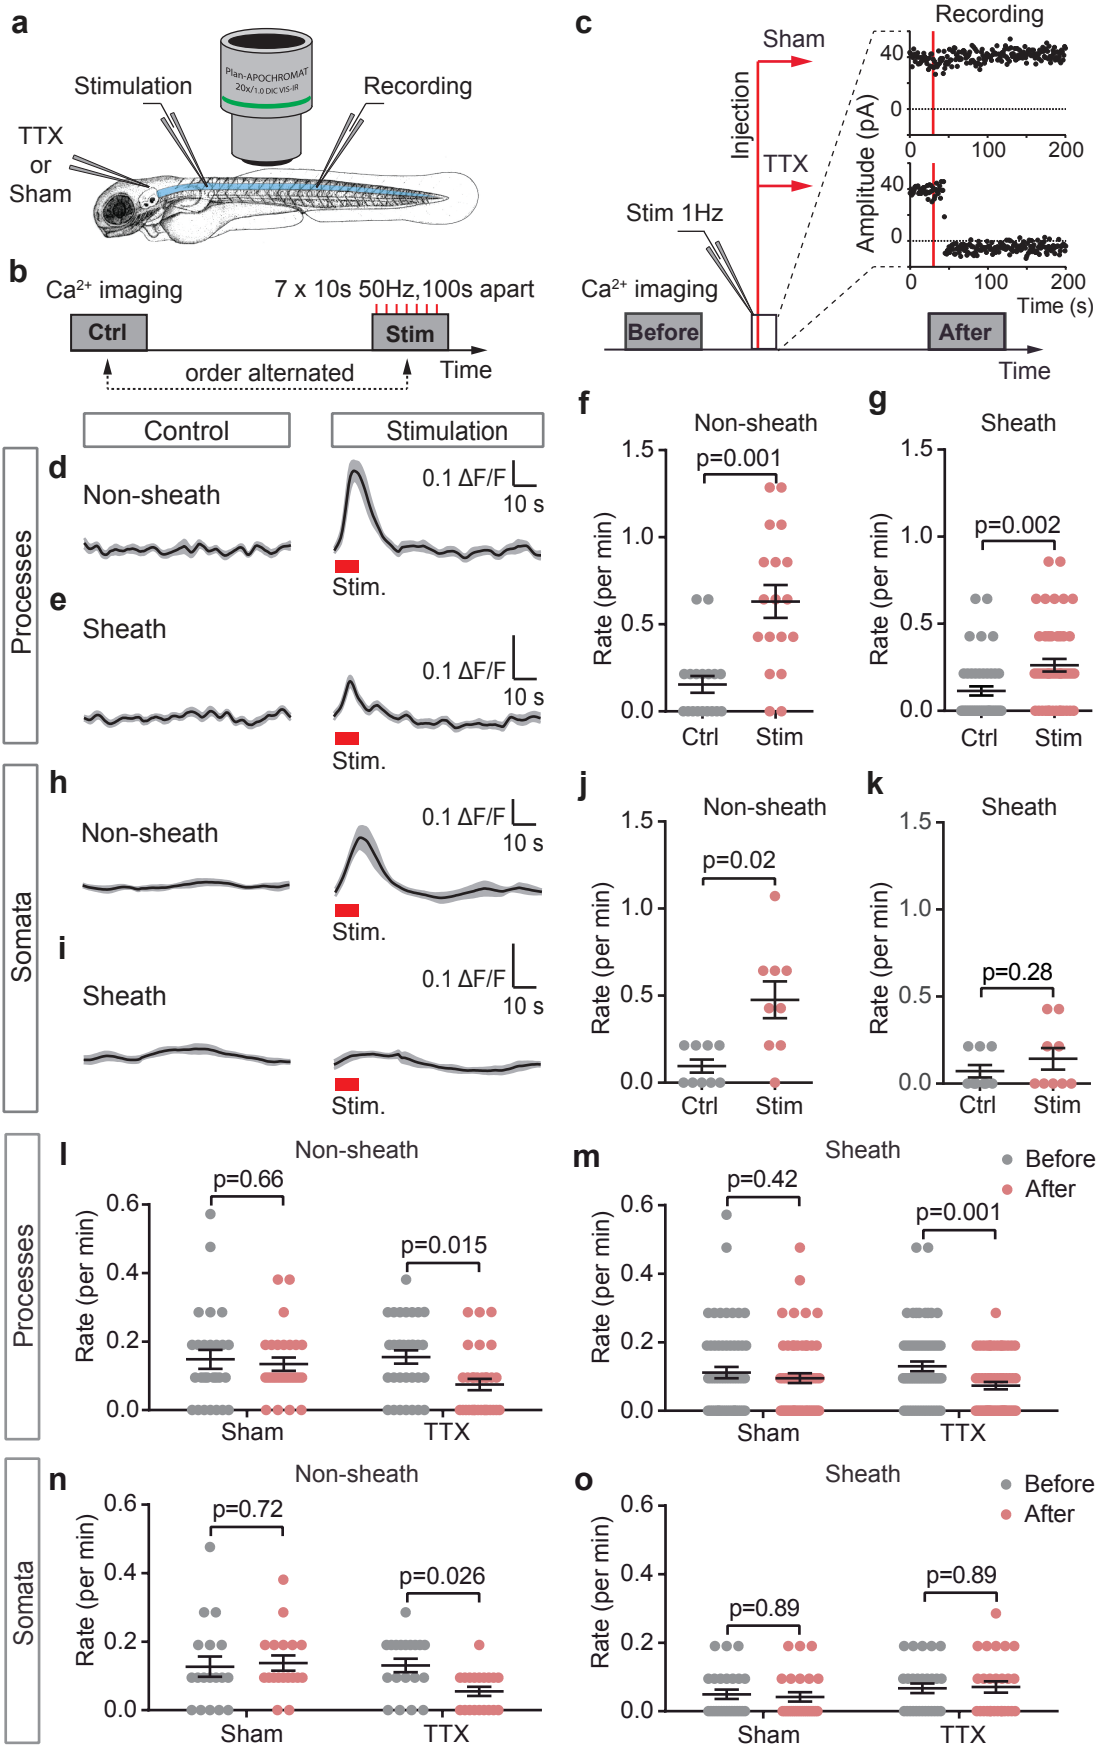 a
Plan-APOCHROMAT
20x/1.0 DIC VIS-IR
Stimulation
Recording
TTX
or
Sham
b
Ca²⁺ imaging
7 x 10s 50Hz,100s apart
Ctrl
Stim
order alternated
Time
c
Recording
Sham
Injection
TTX
Stim 1Hz
Amplitude (pA)
40
0
0
100
200
40
0
0
100
200
Time (s)
Ca²⁺ imaging
Before
After
Time
Control
Stimulation
Processes
d
Non-sheath
0.1 ΔF/F
10 s
Stim.
e
Sheath
0.1 ΔF/F
10 s
Stim.
f
Non-sheath
p=0.001
Rate (per min)
1.5
1.0
0.5
0.0
Ctrl
Stim
g
Sheath
p=0.002
Rate (per min)
1.5
1.0
0.5
0.0
Ctrl
Stim
Somata
h
Non-sheath
0.1 ΔF/F
10 s
Stim.
i
Sheath
0.1 ΔF/F
10 s
Stim.
j
Non-sheath
p=0.02
Rate (per min)
1.5
1.0
0.5
0.0
Ctrl
Stim
k
Sheath
p=0.28
Rate (per min)
1.5
1.0
0.5
0.0
Ctrl
Stim
Processes
l
Non-sheath
p=0.66
p=0.015
Rate (per min)
0.6
0.4
0.2
0.0
Sham
TTX
m
Sheath
Before
After
p=0.42
p=0.001
Rate (per min)
0.6
0.4
0.2
0.0
Sham
TTX
Somata
n
Non-sheath
p=0.72
p=0.026
Rate (per min)
0.6
0.4
0.2
0.0
Sham
TTX
o
Sheath
Before
After
p=0.89
p=0.89
Rate (per min)
0.6
0.4
0.2
0.0
Sham
TTX